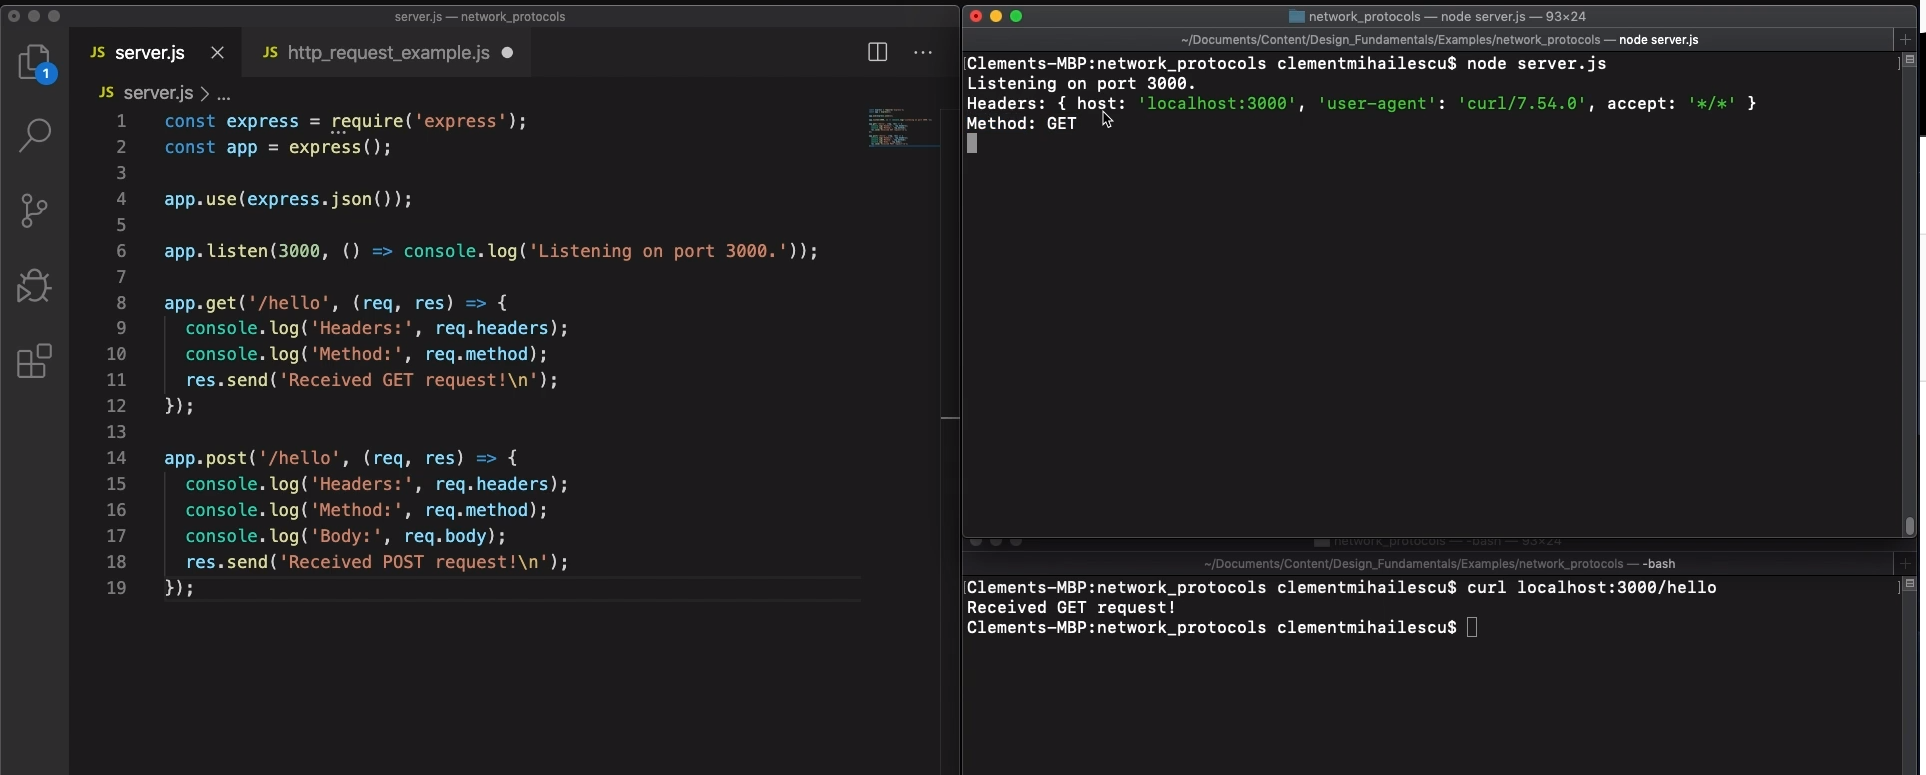 server.js — network_protocols
1
JS server.js
JS http_request_example.js
JS server.js > ...
1 const express = require('express');
2 const app = express();
3
4 app.use(express.json());
5
6 app.listen(3000, () => console.log('Listening on port 3000.'));
7
8 app.get('/hello', (req, res) => {
9 console.log('Headers:', req.headers);
10 console.log('Method:', req.method);
11 res.send('Received GET request!\n');
12 });
13
14 app.post('/hello', (req, res) => {
15 console.log('Headers:', req.headers);
16 console.log('Method:', req.method);
17 console.log('Body:', req.body);
18 res.send('Received POST request!\n');
19 });
network_protocols — node server.js — 93×24
~/Documents/Content/Design_Fundamentals/Examples/network_protocols — node server.js
[Clements-MBP:network_protocols clementmihailescu$ node server.js ]
Listening on port 3000.
Headers: { host: 'localhost:3000', 'user-agent': 'curl/7.54.0', accept: '*/*' }
Method: GET
network_protocols — -bash — 93×24
~/Documents/Content/Design_Fundamentals/Examples/network_protocols — -bash
[Clements-MBP:network_protocols clementmihailescu$ curl localhost:3000/hello ]
Received GET request!
Clements-MBP:network_protocols clementmihailescu$